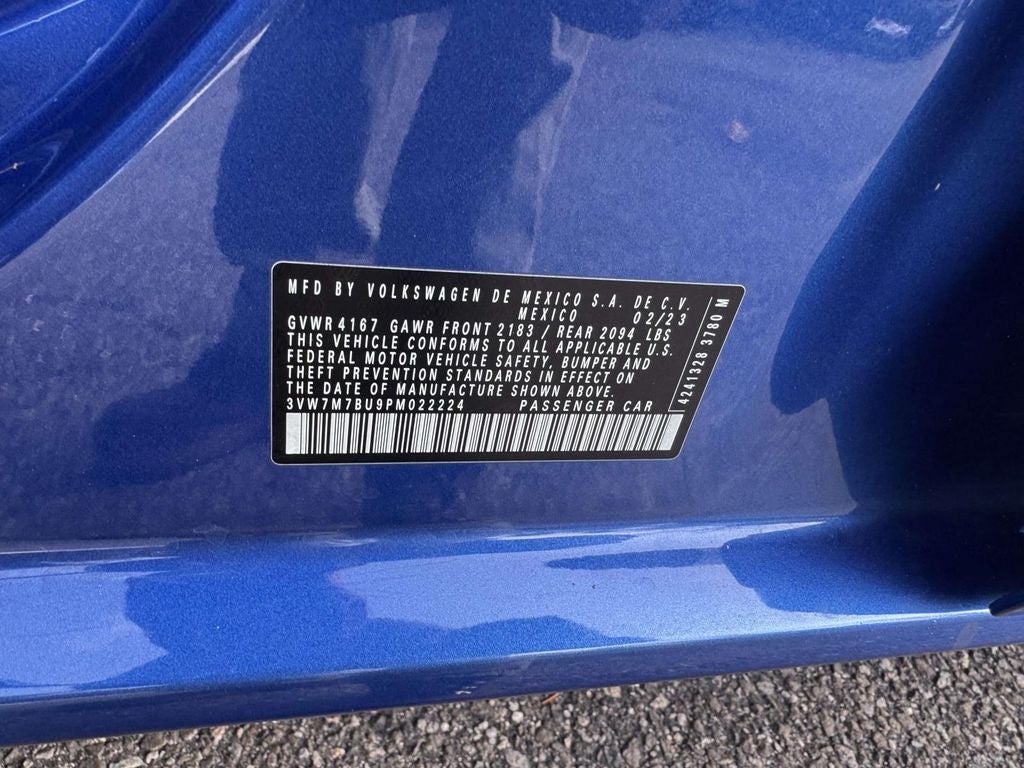 MFD BY VOLKSWAGEN DE MEXICO S.A. DE C.V.
MEXICO 02/23
GVWR 4167 GAWR FRONT 2183 / REAR 2094 LBS
THIS VEHICLE CONFORMS TO ALL APPLICABLE U.S.
FEDERAL MOTOR VEHICLE SAFETY, BUMPER AND
THEFT PREVENTION STANDARDS IN EFFECT ON
THE DATE OF MANUFACTURE SHOWN ABOVE.
3VW7M7BU9PM022224 PASSENGER CAR
4241328 3780 M